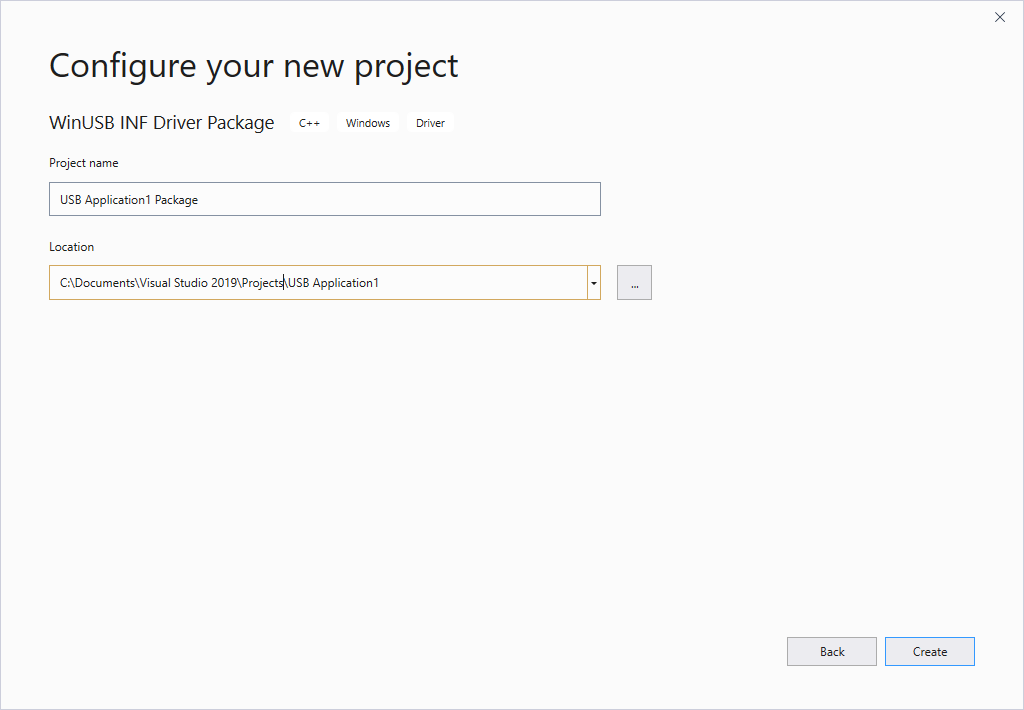 Configure your new project
WinUSB INF Driver Package C++ Windows Driver
Project name
USB Application1 Package
Location
C:\Documents\Visual Studio 2019\Projects\USB Application1
...
Back Create